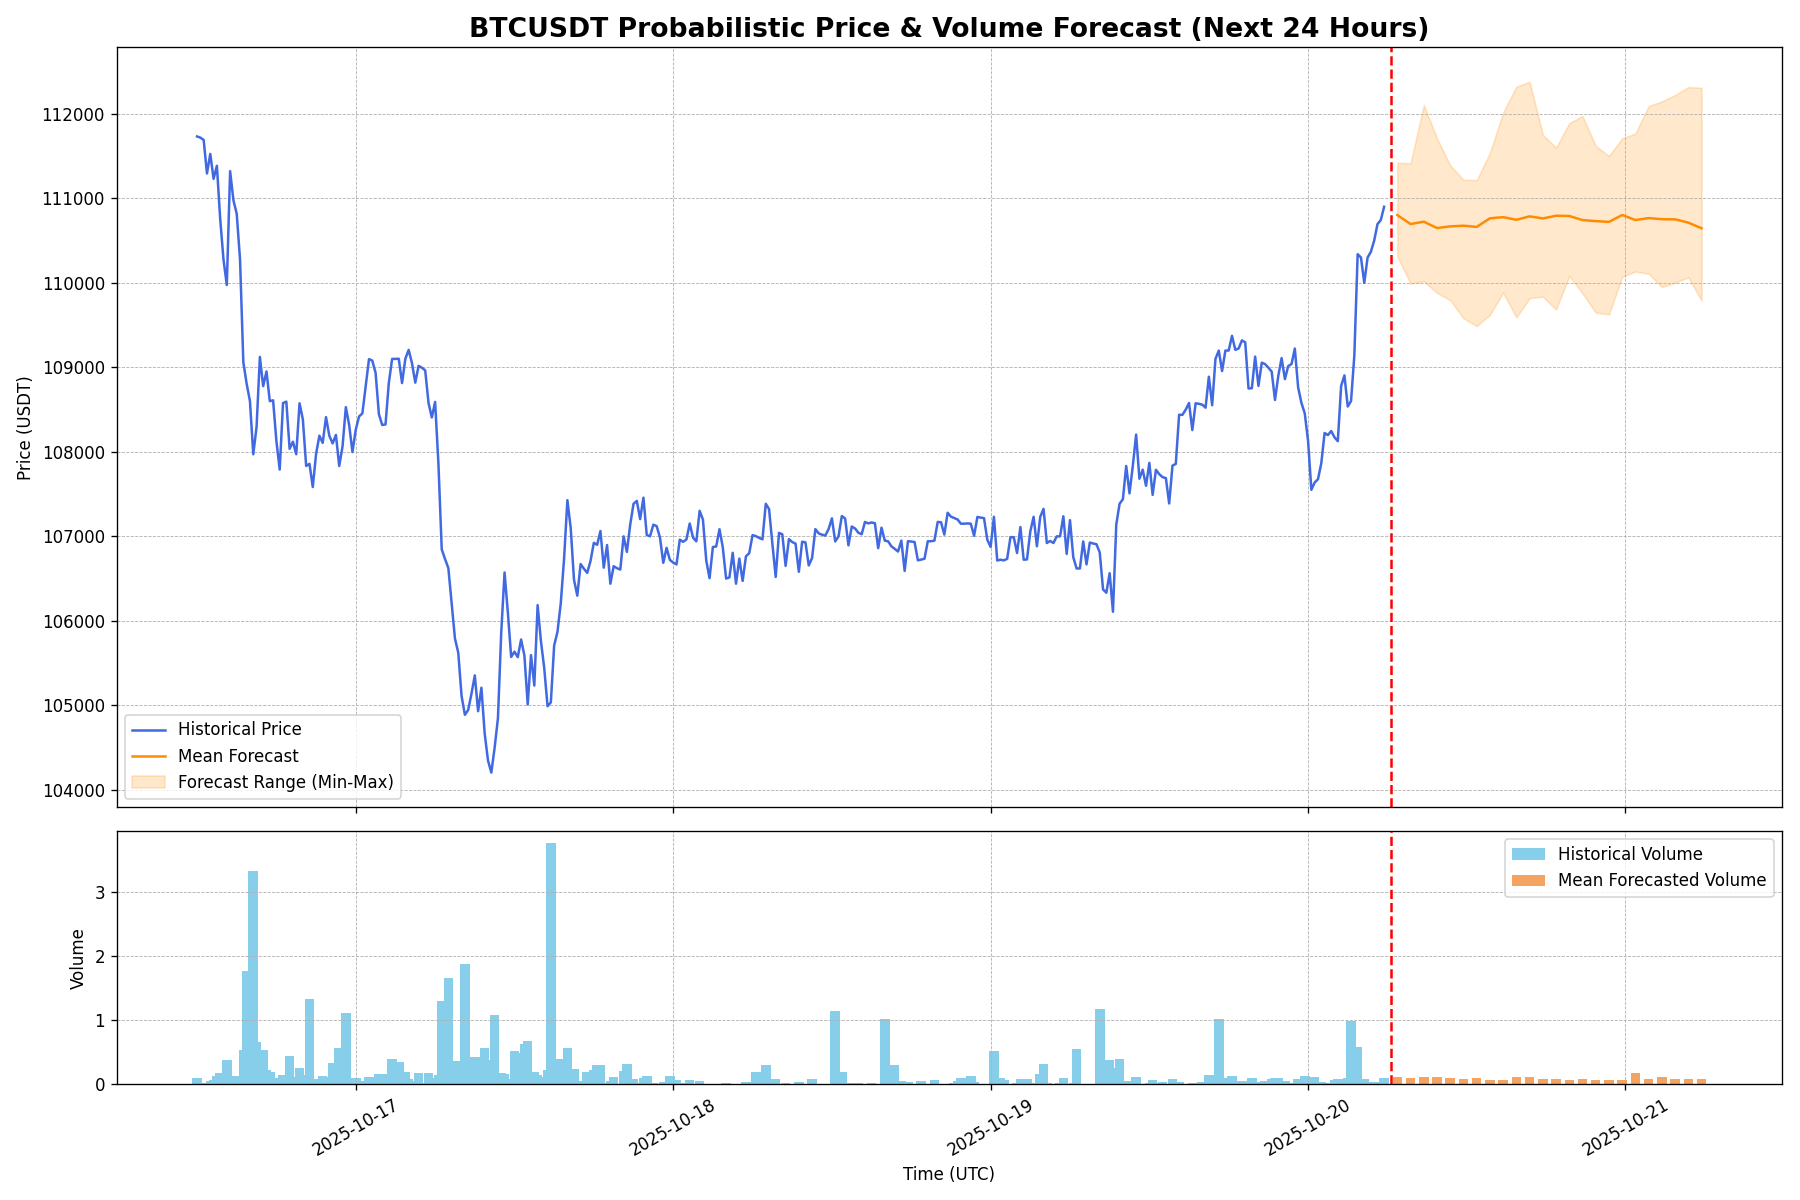 BTCUSDT Probabilistic Price & Volume Forecast (Next 24 Hours)
112000
111000
110000
109000
108000
107000
106000
105000
104000
Price (USDT)
Historical Price
Mean Forecast
Forecast Range (Min-Max)
3
2
1
0
Volume
Historical Volume
Mean Forecasted Volume
2025-10-17
2025-10-18
2025-10-19
2025-10-20
2025-10-21
Time (UTC)